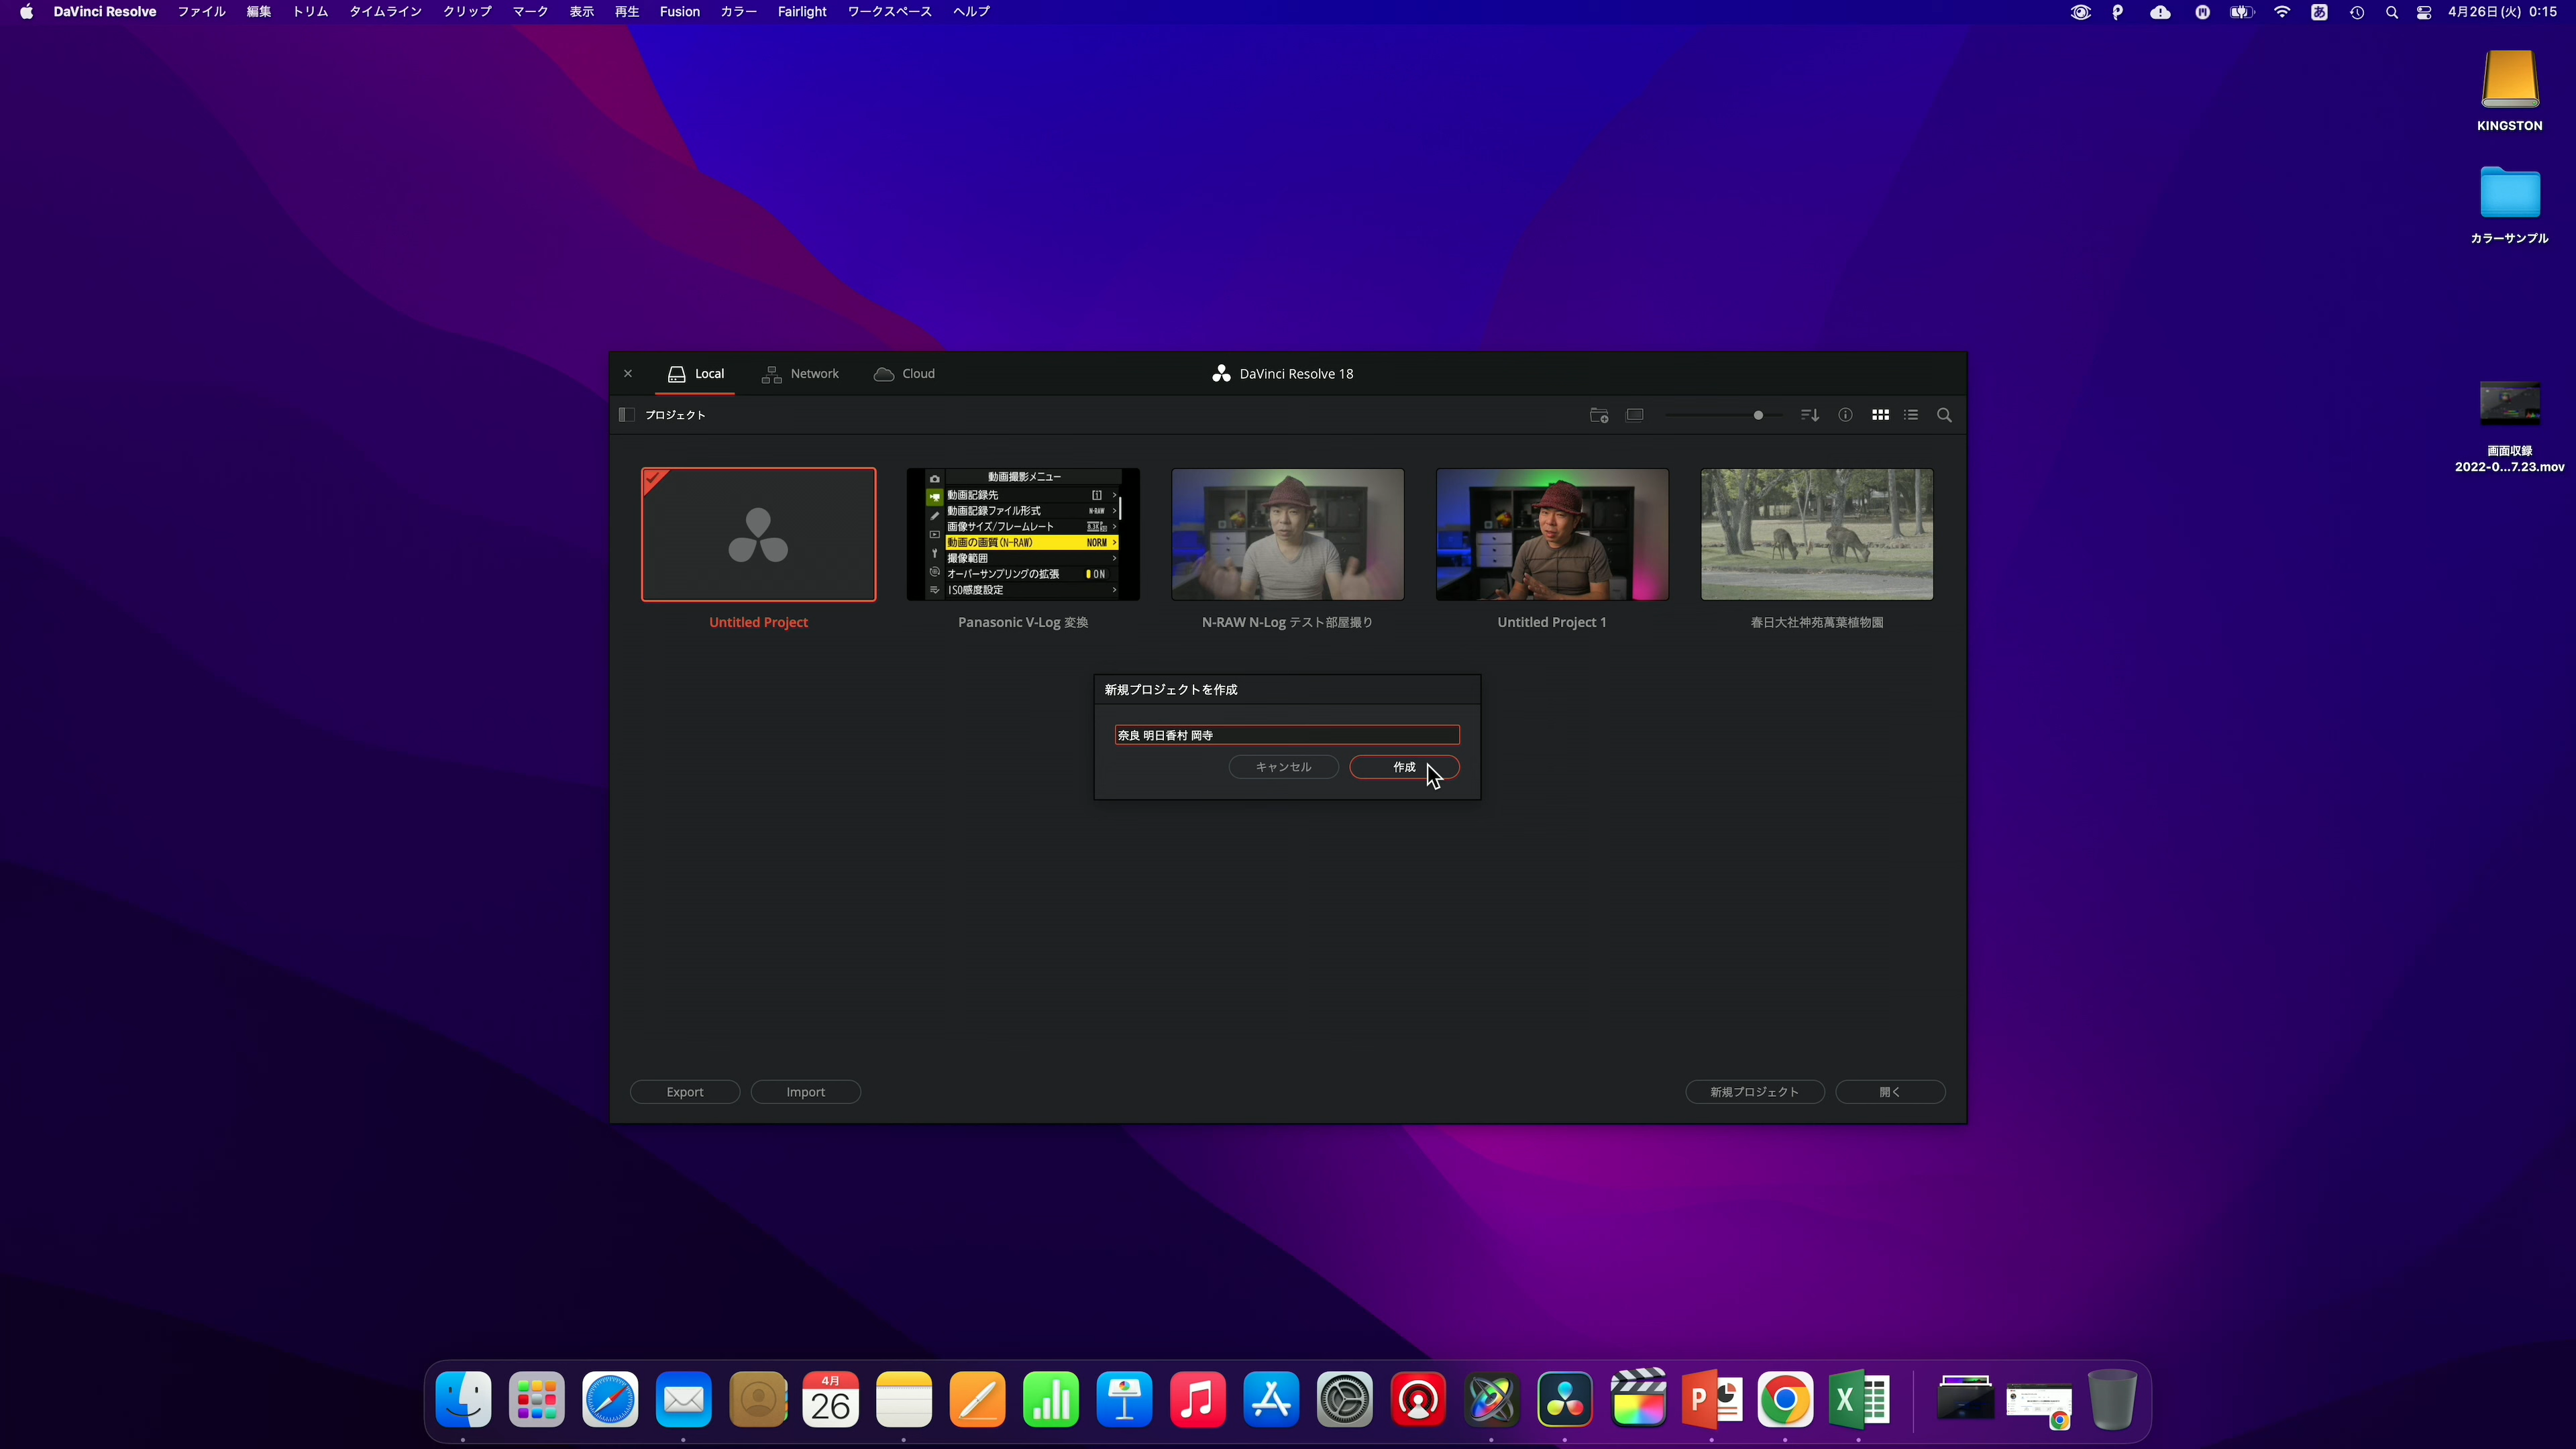 DaVinci Resolve ファイル 編集 トリム タイムライン クリップ マーク 表示 再生 Fusion カラー Fairlight ワークスペース ヘルプ
あ 4月26日(火) 0:15
KINGSTON
カラーサンプル
画面収録
2022-0...7.23.mov
Local Network Cloud DaVinci Resolve 18
プロジェクト
動画撮影メニュー
動画記録先
動画記録ファイル形式 N-RAW
画像サイズ/フレームレート
動画の画質(N-RAW) NORM
撮像範囲
オーバーサンプリングの拡張 ON
ISO感度設定
Untitled Project
Panasonic V-Log 変換
N-RAW N-Log テスト部屋撮り
Untitled Project 1
春日大社神苑萬葉植物園
新規プロジェクトを作成
奈良 明日香村 岡寺
キャンセル 作成
Export Import 新規プロジェクト 開く
4月
26
P
X